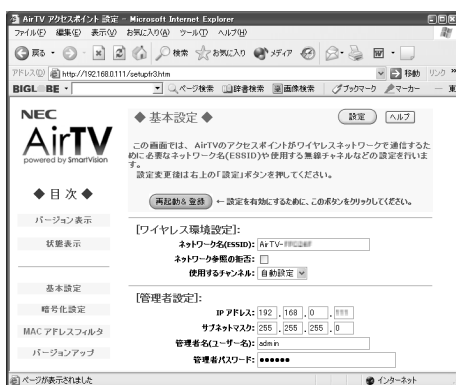 AirTV アクセスポイント 設定 - Microsoft Internet Explorer
ファイル(F) 編集(E) 表示(V) お気に入り(A) ツール(T) ヘルプ(H)
戻る 検索 お気に入り メディア
アドレス(D) http://192.168.0.111/setuptr3.htm 移動 リンク »
BIGLOBE ページ検索 辞書検索 画像検索 ブックマーク マーカー
NEC
AirTV
powered by SmartVision
◆ 目 次 ◆
バージョン表示
状態表示
基本設定
暗号化設定
MAC アドレスフィルタ
バージョンアップ
◆ 基本設定 ◆ 設定 ヘルプ
この画面では、AirTVのアクセスポイントがワイヤレスネットワークで通信するた
めに必要なネットワーク名(ESSID)や使用する無線チャネルなどの設定を行いま
す。
設定変更後は右上の「設定」ボタンを押してください。
再起動&登録 ← 設定を有効にするために、このボタンをクリックしてください。
[ワイヤレス環境設定]:
ネットワーク名(ESSID): AirTV-
ネットワーク参照の拒否:
使用するチャンネル: 自動設定
[管理者設定]:
IP アドレス: 192 . 168 . 0 .
サブネットマスク: 255 . 255 . 255 . 0
管理者名(ユーザー名): admin
管理者パスワード: ●●●●●●
ページが表示されました インターネット